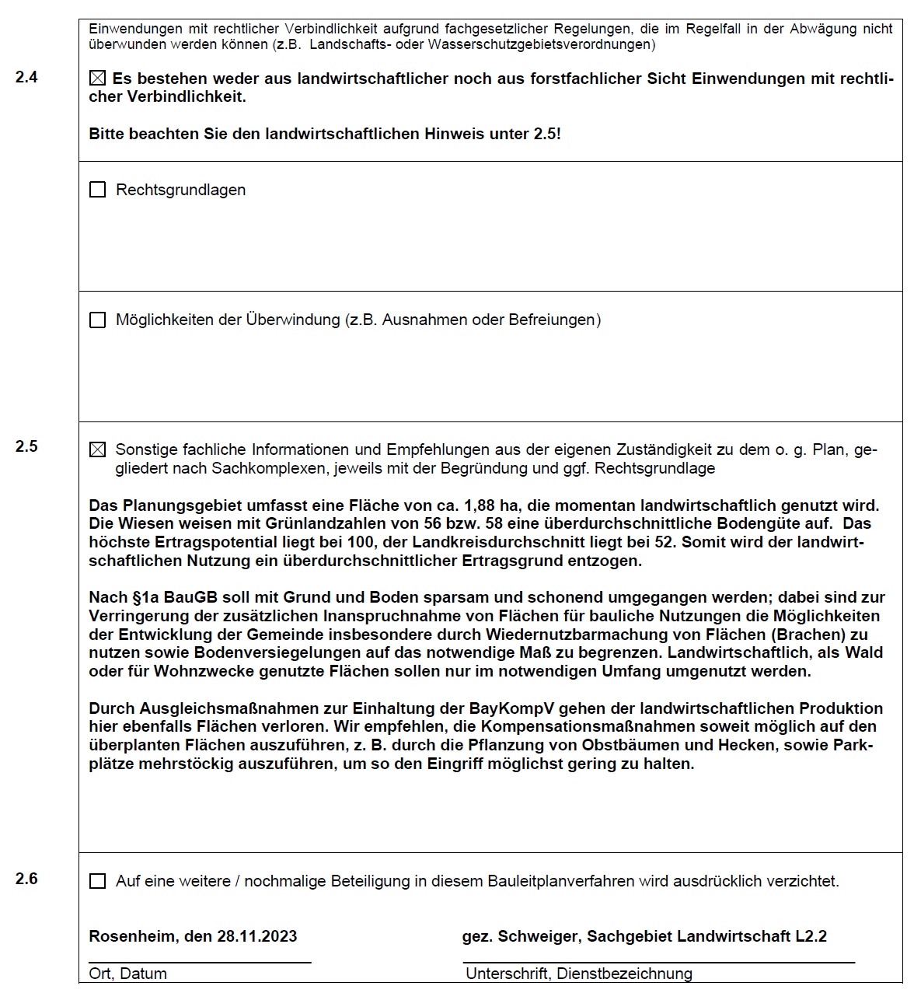 Einwendungen mit rechtlicher Verbindlichkeit aufgrund fachgesetzlicher Regelungen, die im Regelfall in der Abwägung nicht
überwunden werden können (z.B. Landschafts- oder Wasserschutzgebietsverordnungen)
2.4
☒ Es bestehen weder aus landwirtschaftlicher noch aus forstfachlicher Sicht Einwendungen mit rechtli-
cher Verbindlichkeit.
Bitte beachten Sie den landwirtschaftlichen Hinweis unter 2.5!
☐ Rechtsgrundlagen
☐ Möglichkeiten der Überwindung (z.B. Ausnahmen oder Befreiungen)
2.5
☒ Sonstige fachliche Informationen und Empfehlungen aus der eigenen Zuständigkeit zu dem o. g. Plan, ge-
gliedert nach Sachkomplexen, jeweils mit der Begründung und ggf. Rechtsgrundlage
Das Planungsgebiet umfasst eine Fläche von ca. 1,88 ha, die momentan landwirtschaftlich genutzt wird.
Die Wiesen weisen mit Grünlandzahlen von 56 bzw. 58 eine überdurchschnittliche Bodengüte auf. Das
höchste Ertragspotential liegt bei 100, der Landkreisdurchschnitt liegt bei 52. Somit wird der landwirt-
schaftlichen Nutzung ein überdurchschnittlicher Ertragsgrund entzogen.
Nach §1a BauGB soll mit Grund und Boden sparsam und schonend umgegangen werden; dabei sind zur
Verringerung der zusätzlichen Inanspruchnahme von Flächen für bauliche Nutzungen die Möglichkeiten
der Entwicklung der Gemeinde insbesondere durch Wiedernutzbarmachung von Flächen (Brachen) zu
nutzen sowie Bodenversiegelungen auf das notwendige Maß zu begrenzen. Landwirtschaftlich, als Wald
oder für Wohnzwecke genutzte Flächen sollen nur im notwendigen Umfang umgenutzt werden.
Durch Ausgleichsmaßnahmen zur Einhaltung der BayKompV gehen der landwirtschaftlichen Produktion
hier ebenfalls Flächen verloren. Wir empfehlen, die Kompensationsmaßnahmen soweit möglich auf den
überplanten Flächen auszuführen, z. B. durch die Pflanzung von Obstbäumen und Hecken, sowie Park-
plätze mehrstöckig auszuführen, um so den Eingriff möglichst gering zu halten.
2.6
☐ Auf eine weitere / nochmalige Beteiligung in diesem Bauleitplanverfahren wird ausdrücklich verzichtet.
Rosenheim, den 28.11.2023
gez. Schweiger, Sachgebiet Landwirtschaft L2.2
Ort, Datum
Unterschrift, Dienstbezeichnung